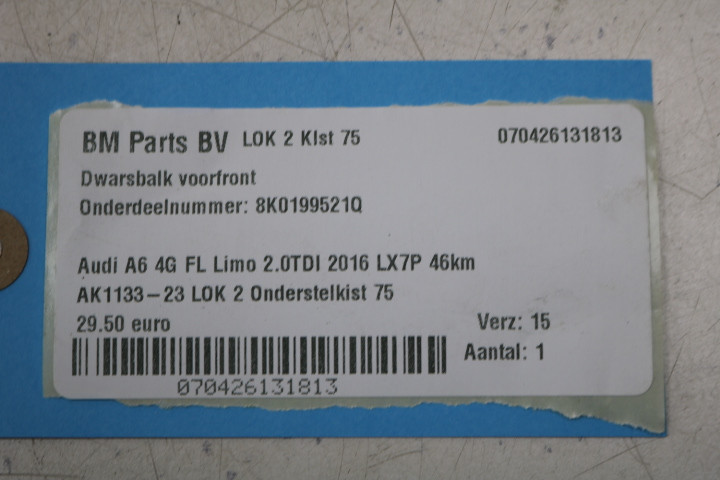 BM Parts BV LOK 2 Klst 75 070426131813
Dwarsbalk voorfront
Onderdeelnummer: 8K0199521Q
Audi A6 4G FL Limo 2.0TDI 2016 LX7P 46km
AK1133-23 LOK 2 Onderstelkist 75
29.50 euro Verz: 15
Aantal: 1
070426131813